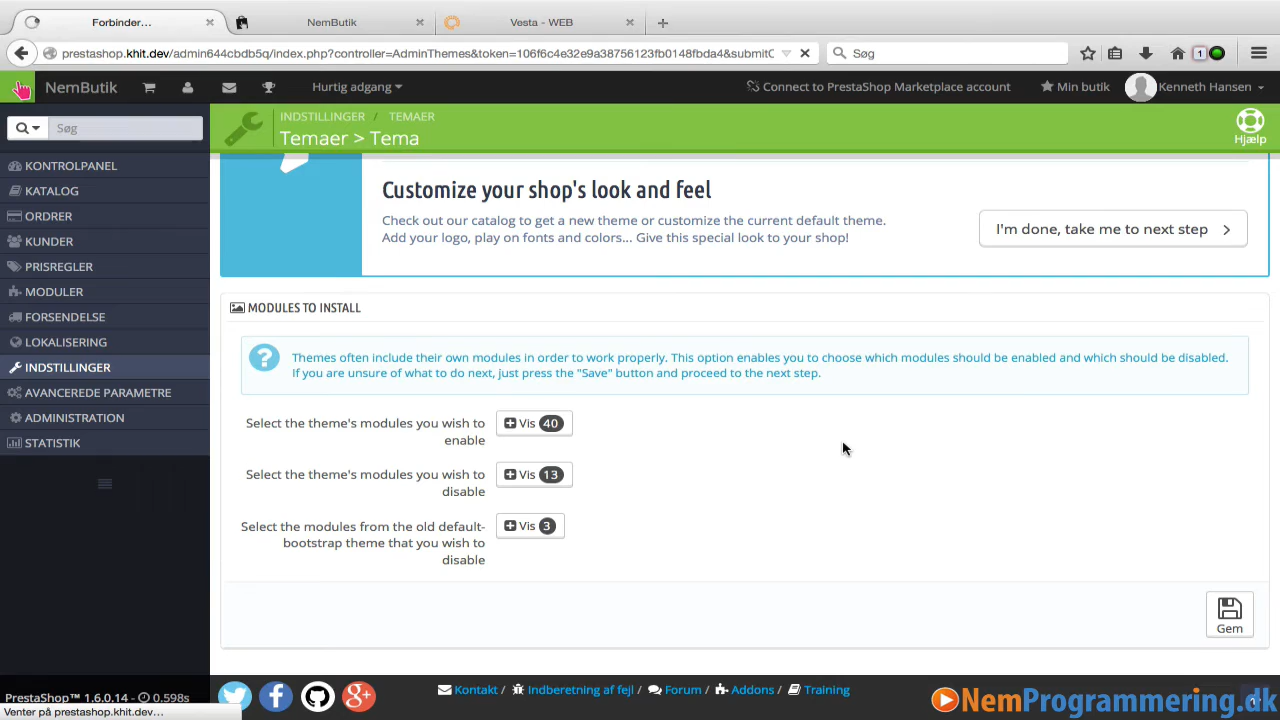 Forbinder...
NemButik
Vesta - WEB
prestashop.khit.dev/admin644cbdb5q/index.php?controller=AdminThemes&token=106f6c4e32e9a38756123fb0148fbda4&submitC
Søg
1
NemButik
Hurtig adgang
Connect to PrestaShop Marketplace account
Min butik
Kenneth Hansen
Søg
INDSTILLINGER / TEMAER
Temaer > Tema
Hjælp
KONTROLPANEL
KATALOG
ORDRER
KUNDER
PRISREGLER
MODULER
FORSENDELSE
LOKALISERING
INDSTILLINGER
AVANCEREDE PARAMETRE
ADMINISTRATION
STATISTIK
Customize your shop's look and feel
Check out our catalog to get a new theme or customize the current default theme.
Add your logo, play on fonts and colors... Give this special look to your shop!
I'm done, take me to next step
MODULES TO INSTALL
Themes often include their own modules in order to work properly. This option enables you to choose which modules should be enabled and which should be disabled.
If you are unsure of what to do next, just press the "Save" button and proceed to the next step.
Select the theme's modules you wish to
enable
Vis 40
Select the theme's modules you wish to
disable
Vis 13
Select the modules from the old default-
bootstrap theme that you wish to
disable
Vis 3
Gem
PrestaShop™ 1.6.0.14 - 0.598s
Kontakt / Indberetning af fejl / Forum / Addons / Training
NemProgrammering.dk
Venter på prestashop.khit.dev...